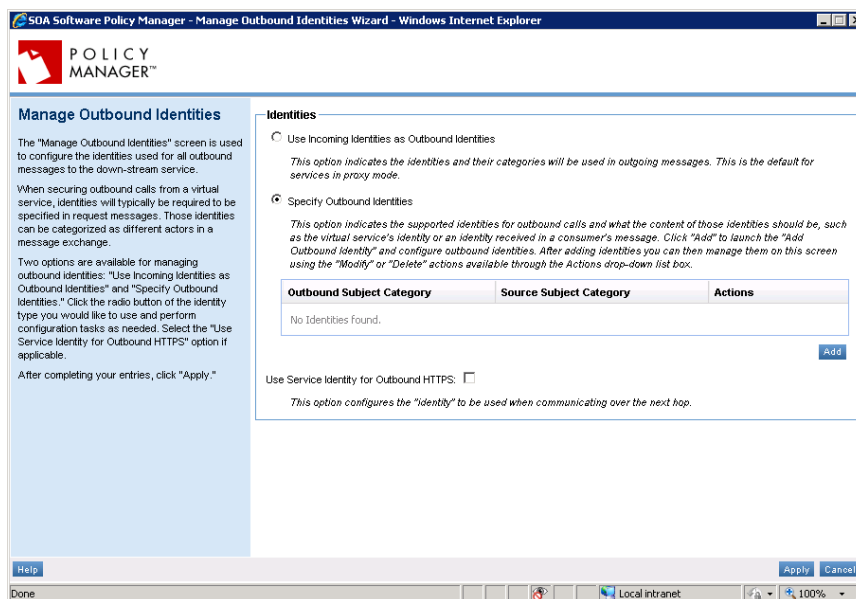 SOA Software Policy Manager - Manage Outbound Identities Wizard - Windows Internet Explorer
POLICY
MANAGER™
Manage Outbound Identities
The "Manage Outbound Identities" screen is used
to configure the identities used for all outbound
messages to the down-stream service.
When securing outbound calls from a virtual
service, identities will typically be required to be
specified in request messages. Those identities
can be categorized as different actors in a
message exchange.
Two options are available for managing
outbound identities: "Use Incoming Identities as
Outbound Identities" and "Specify Outbound
Identities." Click the radio button of the identity
type you would like to use and perform
configuration tasks as needed. Select the "Use
Service Identity for Outbound HTTPS" option if
applicable.
After completing your entries, click "Apply."
Identities
Use Incoming Identities as Outbound Identities
This option indicates the identities and their categories will be used in outgoing messages. This is the default for
services in proxy mode.
Specify Outbound Identities
This option indicates the supported identities for outbound calls and what the content of those identities should be, such
as the virtual service's identity or an identity received in a consumer's message. Click "Add" to launch the "Add
Outbound Identity" and configure outbound identities. After adding identities you can then manage them on this screen
using the "Modify" or "Delete" actions available through the Actions drop-down list box.
Outbound Subject Category Source Subject Category Actions
No Identities found.
Add
Use Service Identity for Outbound HTTPS:
This option configures the "identity" to be used when communicating over the next hop.
Help Apply Cancel
Done Local intranet 100%